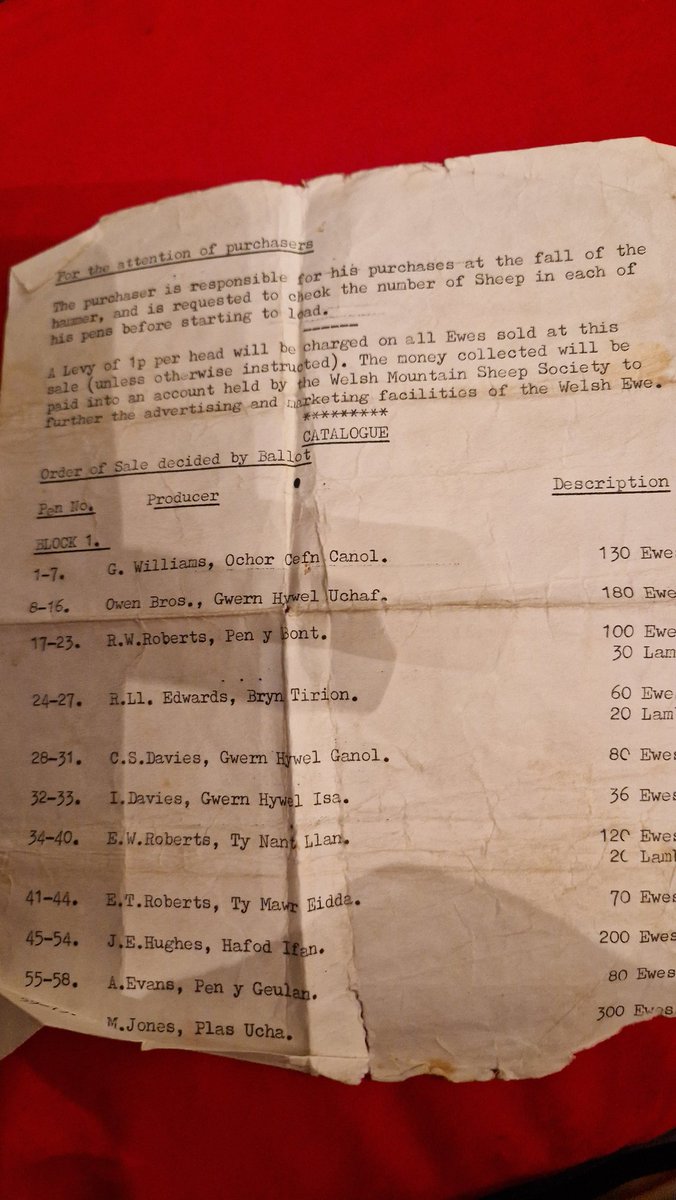 For the attention of purchasers
The purchaser is responsible for his purchases at the fall of the
hammer, and is requested to check the number of Sheep in each of
his pens before starting to load.
------
A Levy of 1p per head will be charged on all Ewes sold at this
sale (unless otherwise instructed). The money collected will be
paid into an account held by the Welsh Mountain Sheep Society to
further the advertising and marketing facilities of the Welsh Ewe.
*********
CATALOGUE
Order of Sale decided by Ballot
Pen No. Producer Description
BLOCK 1.
1-7. G. Williams, Ochor Cefn Canol. 130 Ewes
8-16. Owen Bros., Gwern Hywel Uchaf. 180 Ewe
17-23. R.W.Roberts, Pen y Bont. 100 Ewe
30 Lam
24-27. R.Ll. Edwards, Bryn Tirion. 60 Ewe
20 Lam
28-31. C.S.Davies, Gwern Hywel Ganol. 80 Ewes
32-33. I.Davies, Gwern Hywel Isa. 36 Ewes
34-40. E.W.Roberts, Ty Nant Llan. 120 Ewes
20 Lam
41-44. E.T.Roberts, Ty Mawr Eidda. 70 Ewes
45-54. J.E.Hughes, Hafod Ifan. 200 Ewes
55-58. A.Evans, Pen y Geulan. 80 Ewes
M.Jones, Plas Ucha. 300 Ewes